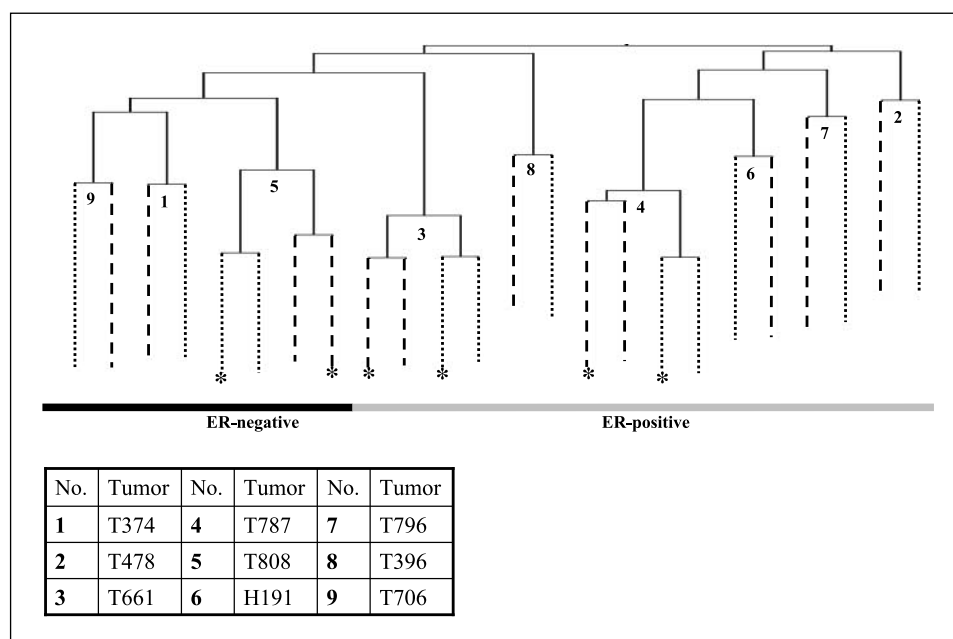 2
7
8
6
9 1 5 4
3
* * * * * *
ER-negative ER-positive
No. Tumor No. Tumor No. Tumor
1 T374 4 T787 7 T796
2 T478 5 T808 8 T396
3 T661 6 H191 9 T706